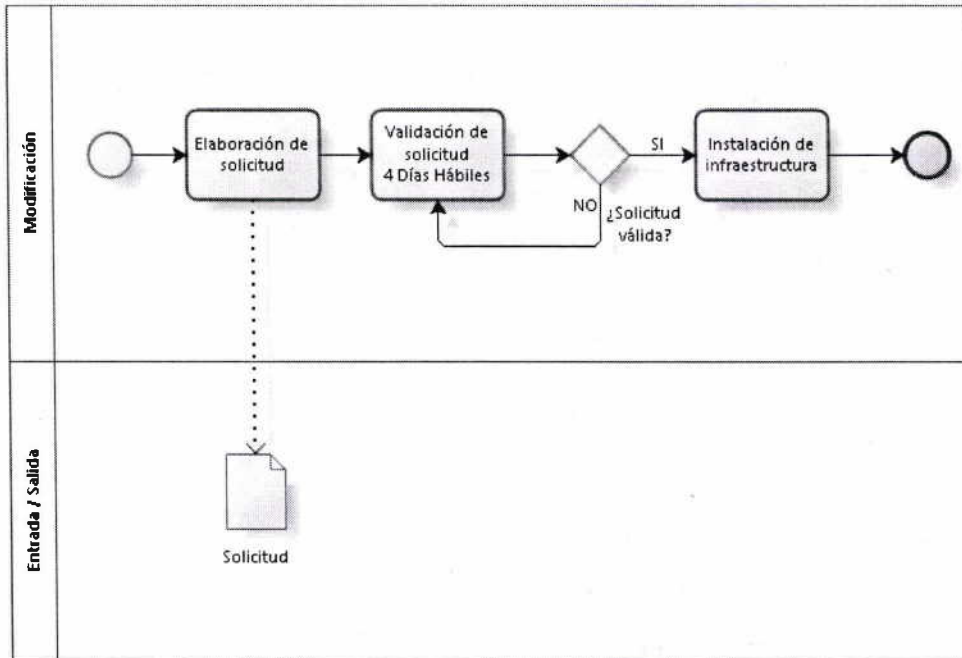 Modificación
Elaboración de
solicitud
Validación de
solicitud
4 Días Hábiles
SI
NO
¿Solicitud
válida?
Instalación de
infraestructura
Entrada / Salida
Solicitud